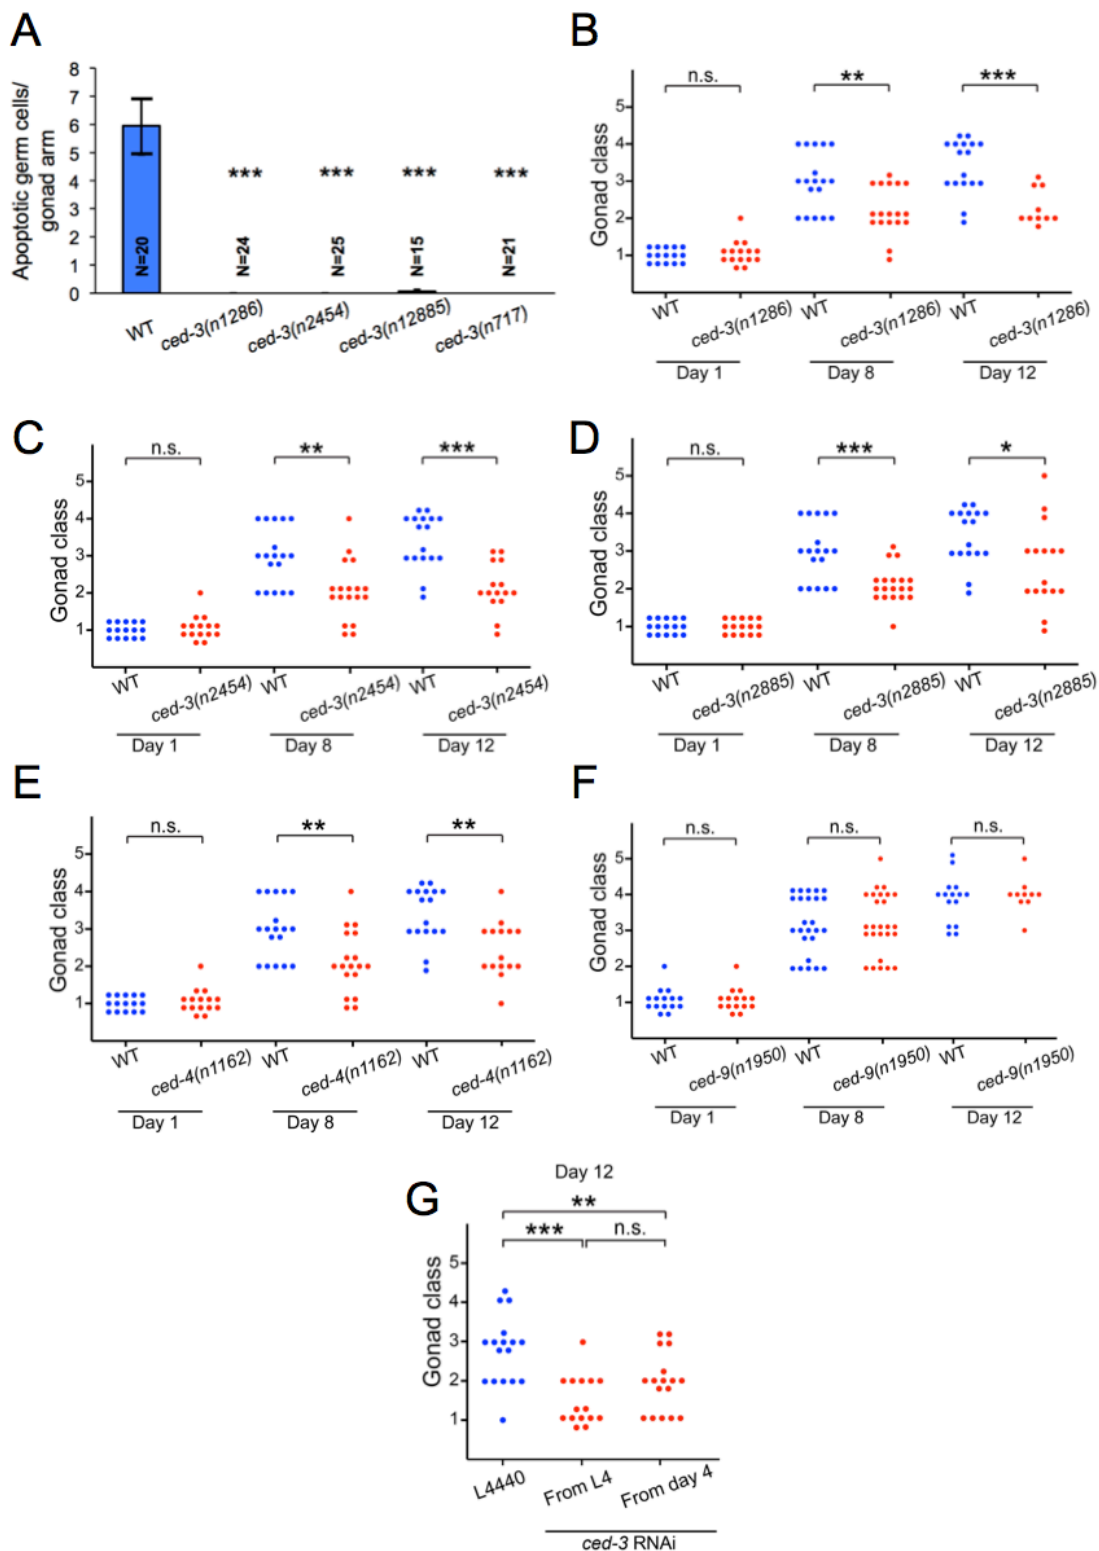 A
Apoptotic germ cells/
gonad arm
8
7
6
5
4
3
2
1
0
*** *** *** ***
N=20 N=24 N=25 N=15 N=21
WT ced-3(n1286) ced-3(n2454) ced-3(n12885) ced-3(n717)
B
Gonad class
5
4
3
2
1
n.s. ** ***
WT ced-3(n1286) WT ced-3(n1286) WT ced-3(n1286)
Day 1 Day 8 Day 12
C
Gonad class
5
4
3
2
1
n.s. ** ***
WT ced-3(n2454) WT ced-3(n2454) WT ced-3(n2454)
Day 1 Day 8 Day 12
D
Gonad class
5
4
3
2
1
n.s. *** *
WT ced-3(n2885) WT ced-3(n2885) WT ced-3(n2885)
Day 1 Day 8 Day 12
E
Gonad class
5
4
3
2
1
n.s. ** **
WT ced-4(n1162) WT ced-4(n1162) WT ced-4(n1162)
Day 1 Day 8 Day 12
F
Gonad class
5
4
3
2
1
n.s. n.s. n.s.
WT ced-9(n1950) WT ced-9(n1950) WT ced-9(n1950)
Day 1 Day 8 Day 12
G
Day 12
**
*** n.s.
Gonad class
5
4
3
2
1
L4440 From L4 From day 4
ced-3 RNAi